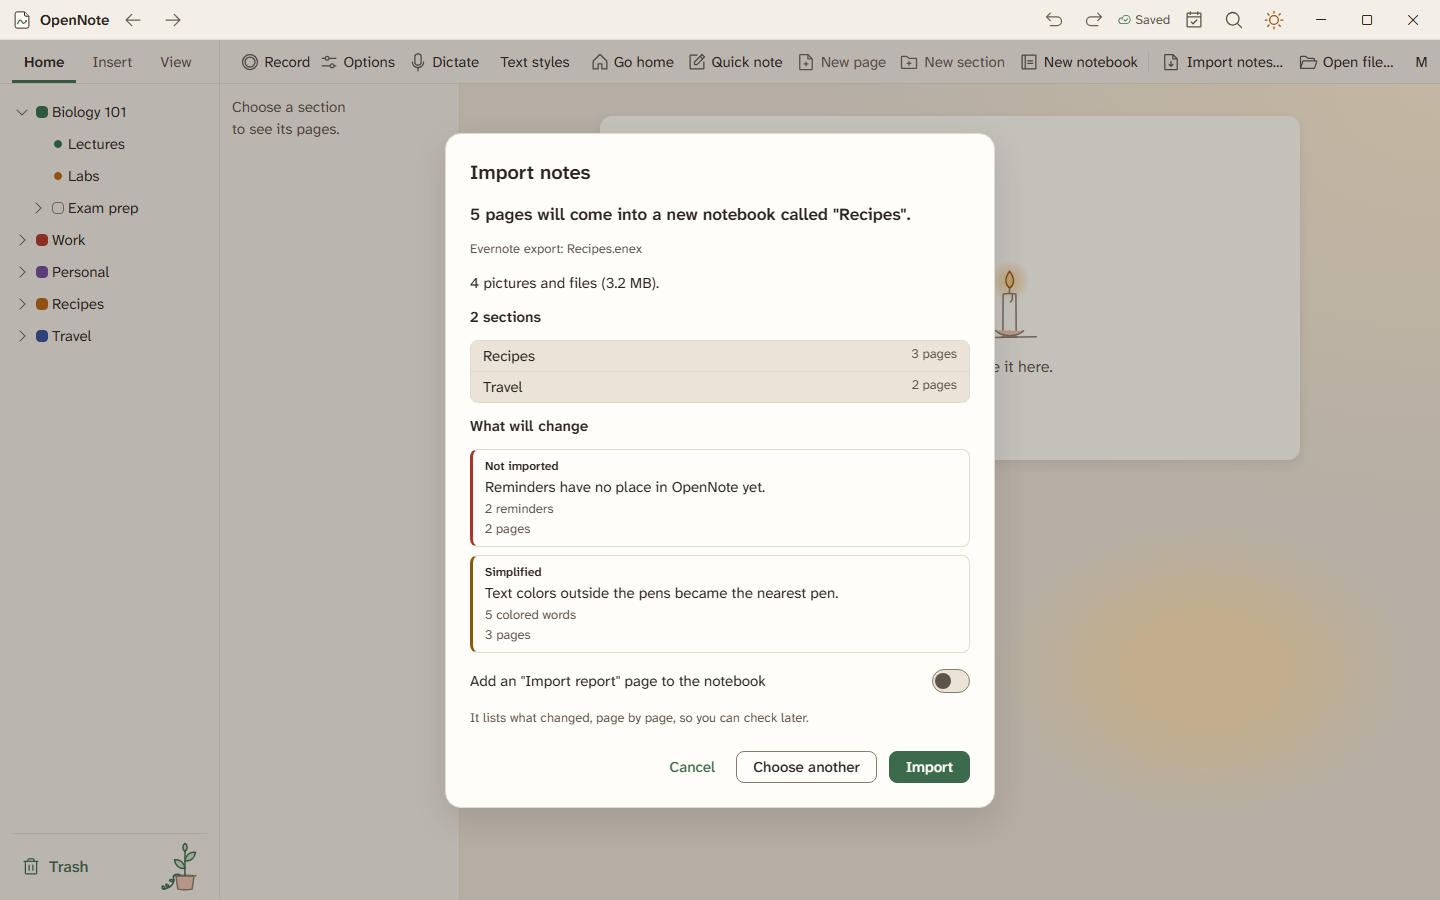 OpenNote
Saved
Home Insert View
Record Options Dictate Text styles Go home Quick note New page New section New notebook Import notes... Open file... M
Biology 101
Lectures
Labs
Exam prep
Work
Personal
Recipes
Travel
Trash
Choose a section
to see its pages.
Import notes
5 pages will come into a new notebook called "Recipes".
Evernote export: Recipes.enex
4 pictures and files (3.2 MB).
2 sections
Recipes 3 pages
Travel 2 pages
What will change
Not imported
Reminders have no place in OpenNote yet.
2 reminders
2 pages
Simplified
Text colors outside the pens became the nearest pen.
5 colored words
3 pages
Add an "Import report" page to the notebook
It lists what changed, page by page, so you can check later.
Cancel Choose another Import
it here.